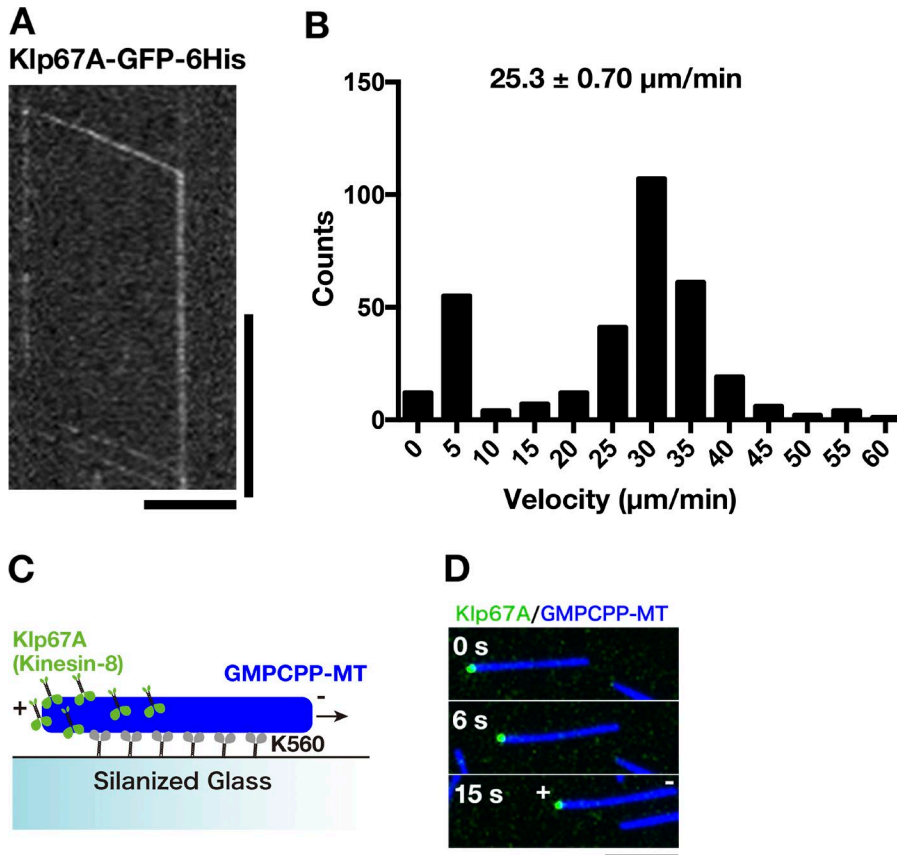 A
Klp67A-GFP-6His
B
25.3 ± 0.70 µm/min
150
100
50
0
Counts
0 5 10 15 20 25 30 35 40 45 50 55 60
Velocity (µm/min)
C
Klp67A
(Kinesin-8)
GMPCPP-MT
+
-
K560
Silanized Glass
D
Klp67A/GMPCPP-MT
0 s
6 s
15 s
+
-